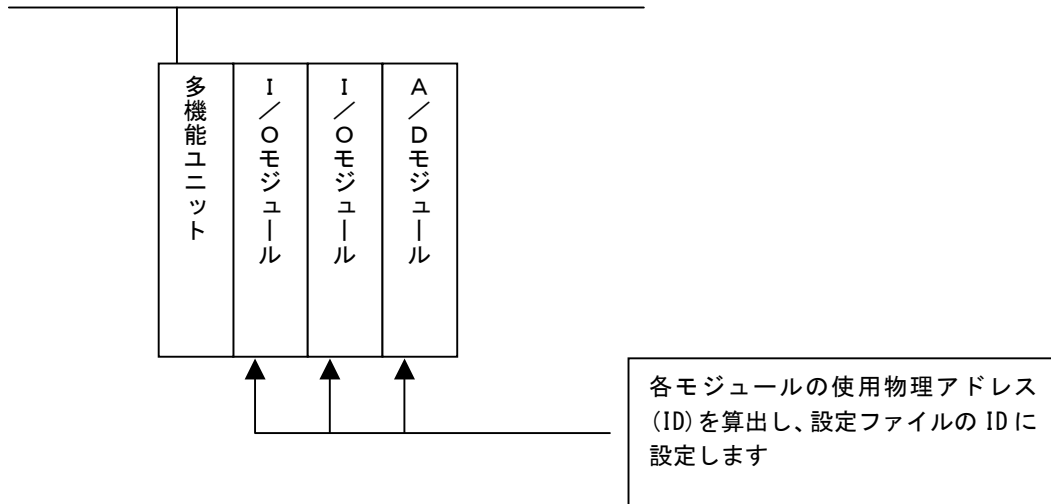 多機能ユニット
I/Oモジュール
I/Oモジュール
A/Dモジュール
各モジュールの使用物理アドレス
(ID)を算出し、設定ファイルの ID に
設定します